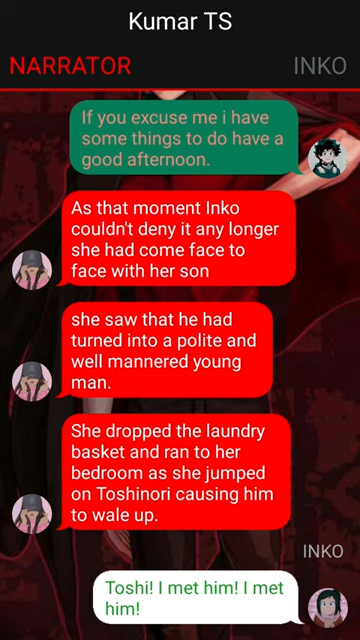 Kumar TS
NARRATOR
INKO
If you excuse me i have
some things to do have a
good afternoon.
As that moment Inko
couldn't deny it any longer
she had come face to
face with her son
she saw that he had
turned into a polite and
well mannered young
man.
She dropped the laundry
basket and ran to her
bedroom as she jumped
on Toshinori causing him
to wale up.
INKO
Toshi! I met him! I met
him!